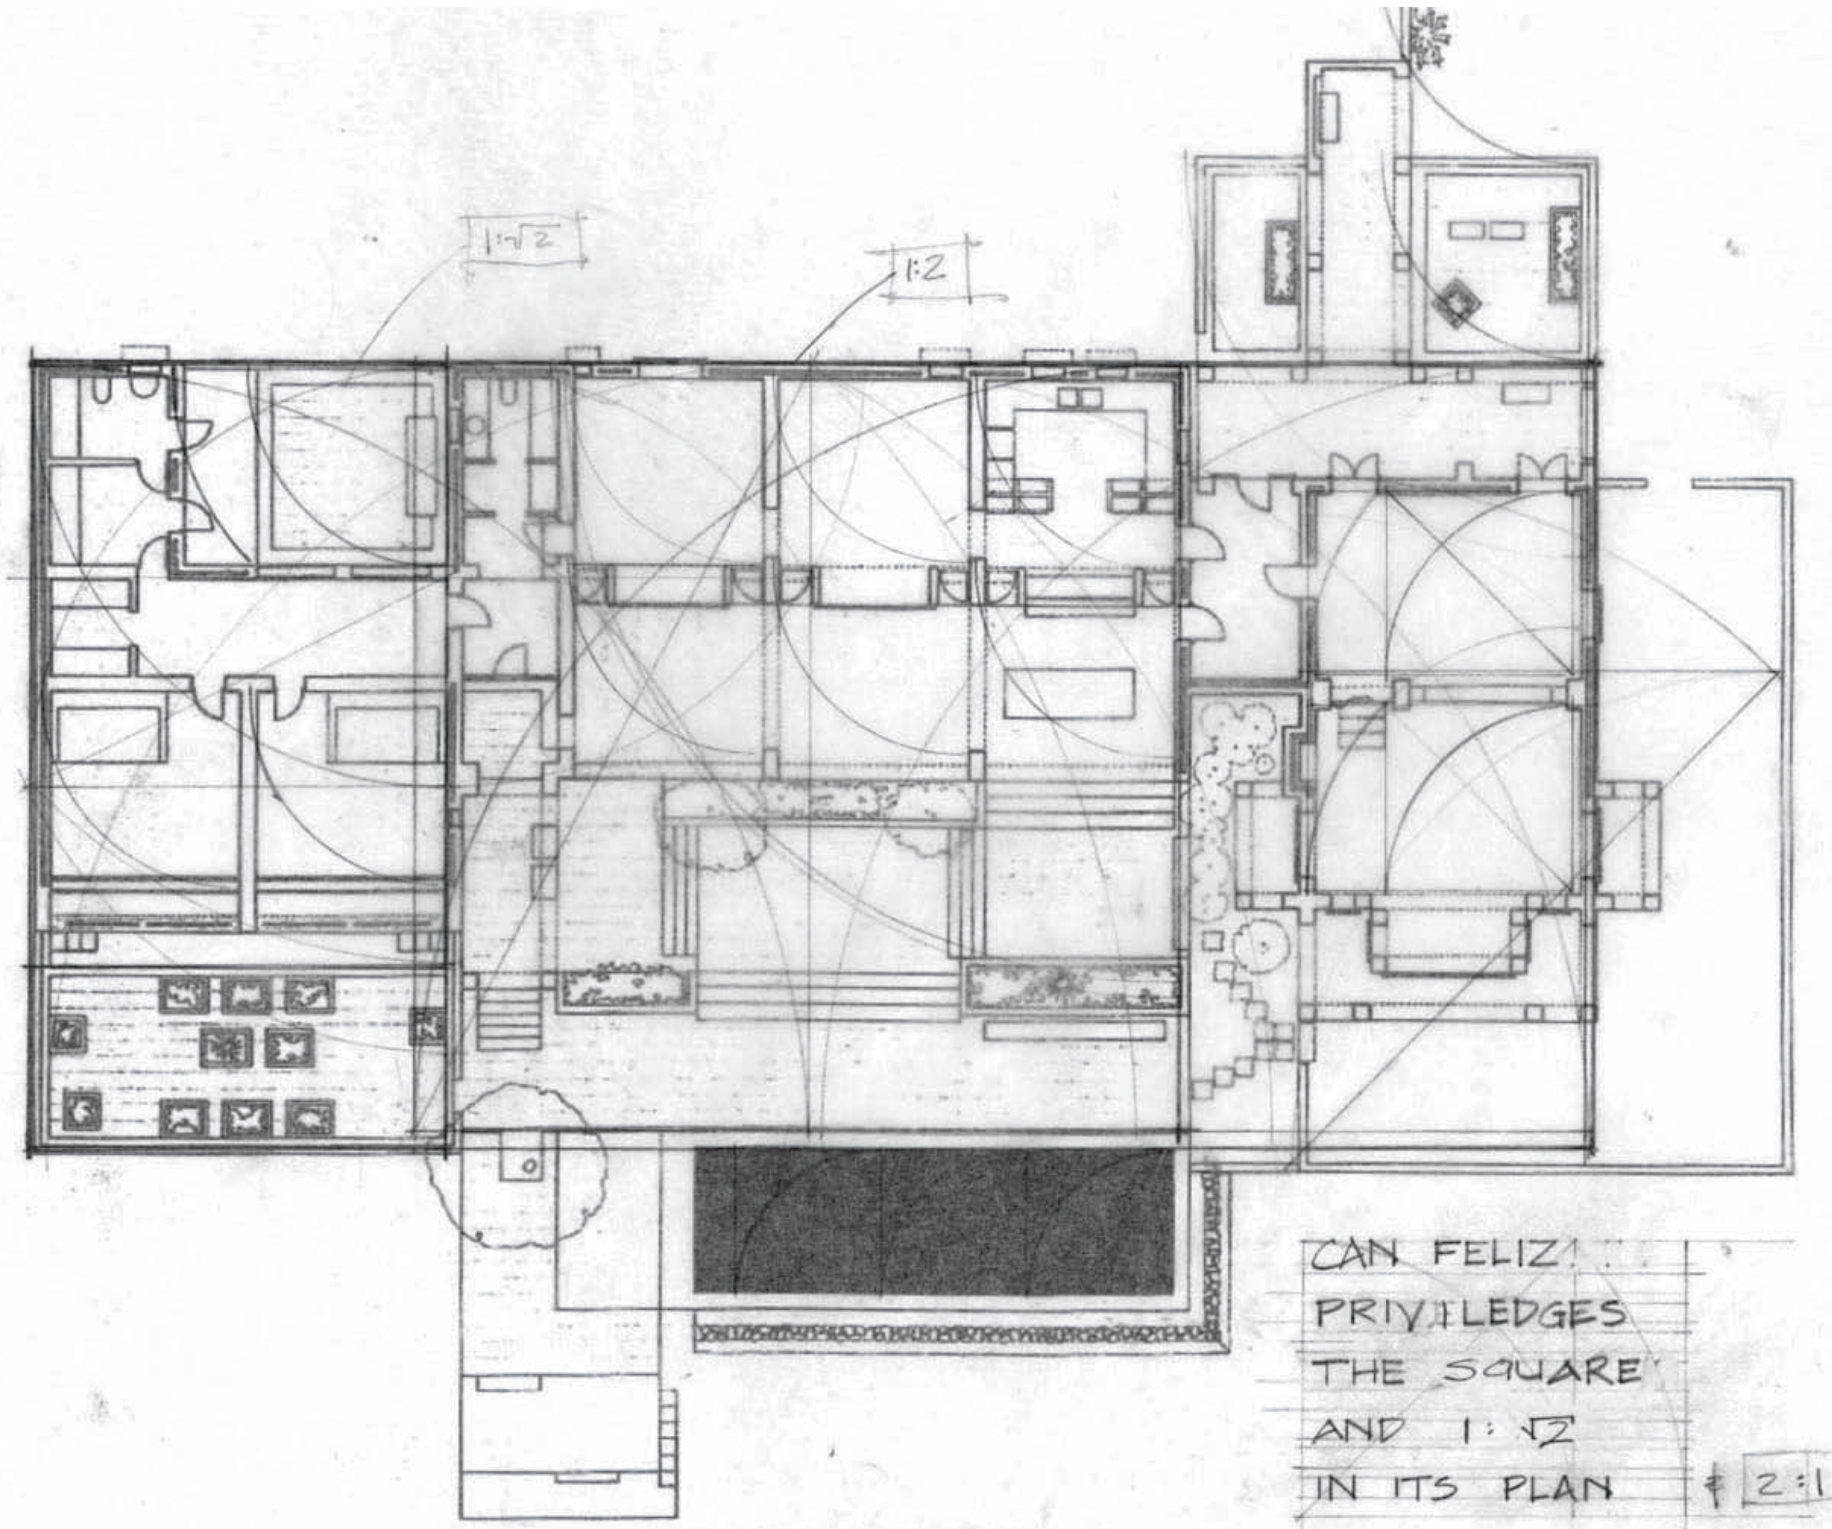 1:√2
1:2
CAN FELIZ
PRIVILEDGES
THE SQUARE
AND 1:√2
IN ITS PLAN & 2:1